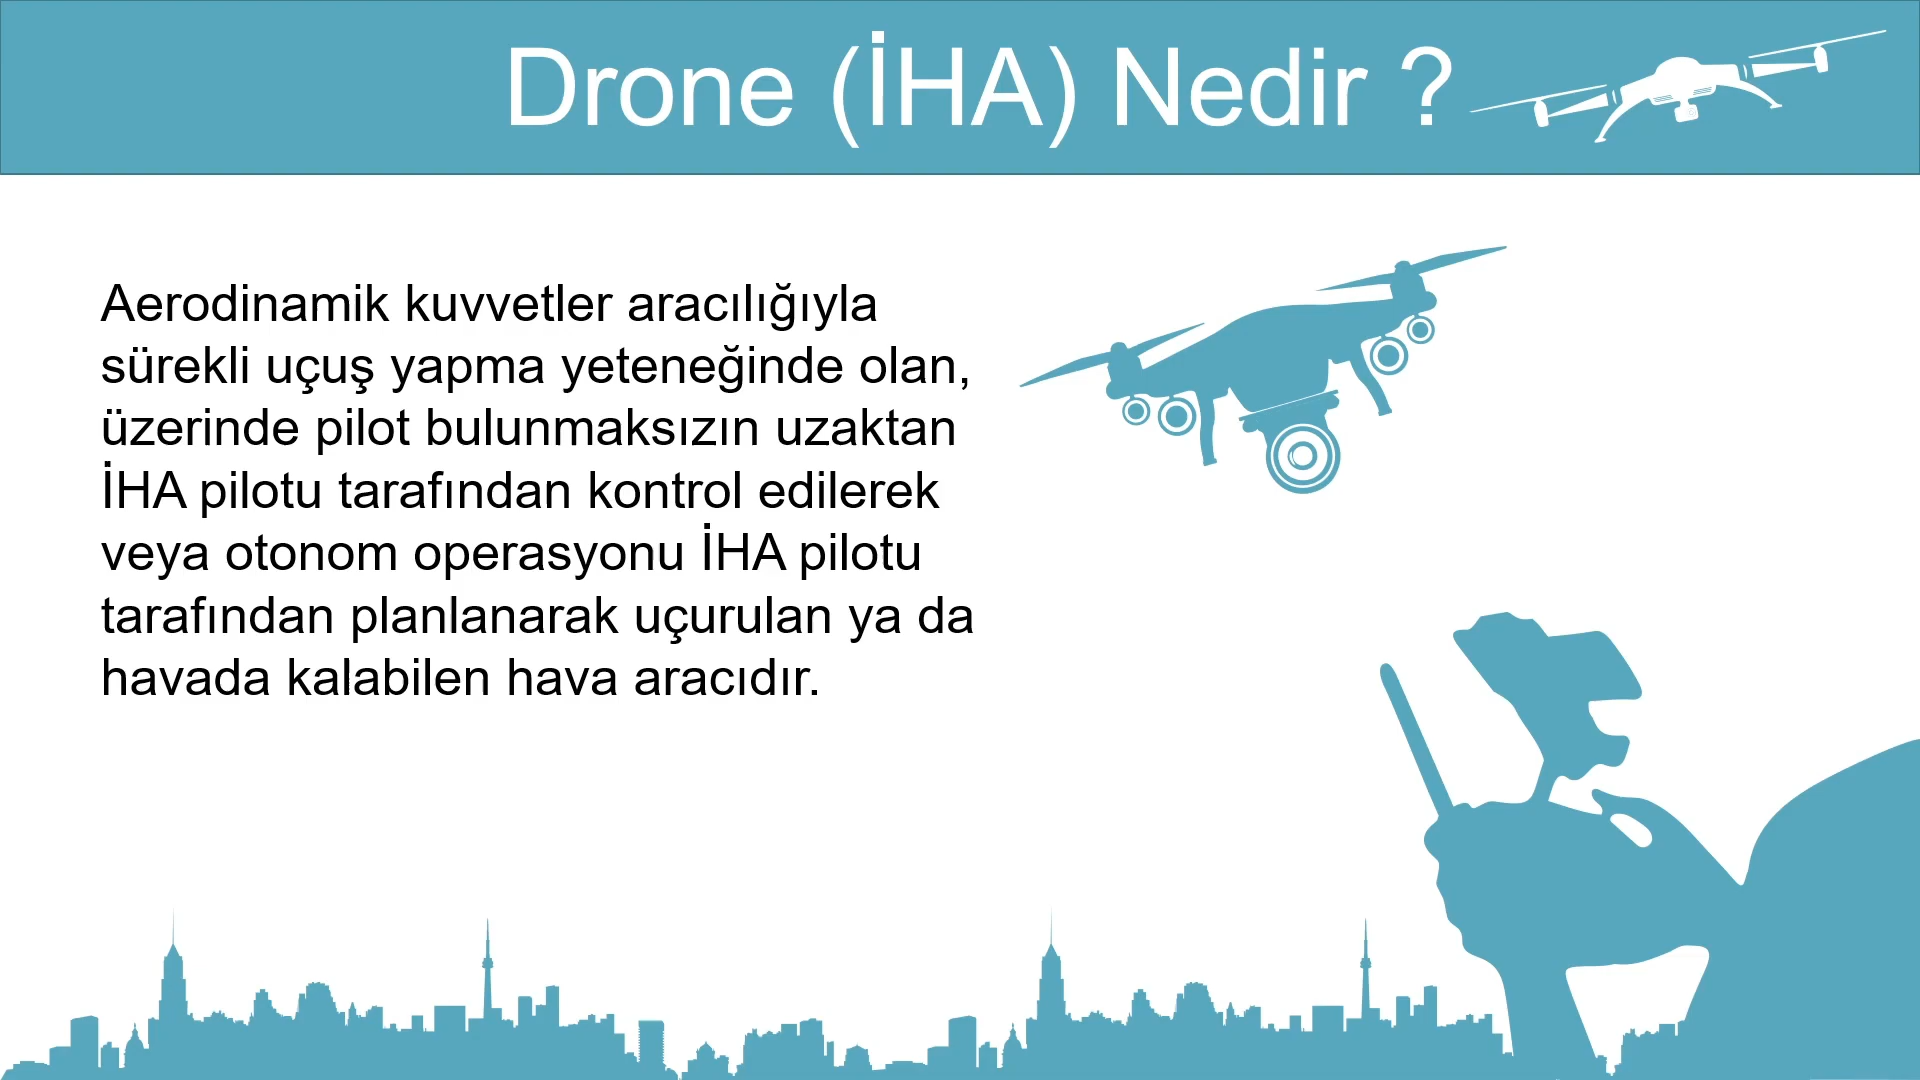 Drone (İHA) Nedir ?
Aerodinamik kuvvetler aracılığıyla
sürekli uçuş yapma yeteneğinde olan,
üzerinde pilot bulunmaksızın uzaktan
İHA pilotu tarafından kontrol edilerek
veya otonom operasyonu İHA pilotu
tarafından planlanarak uçurulan ya da
havada kalabilen hava aracıdır.